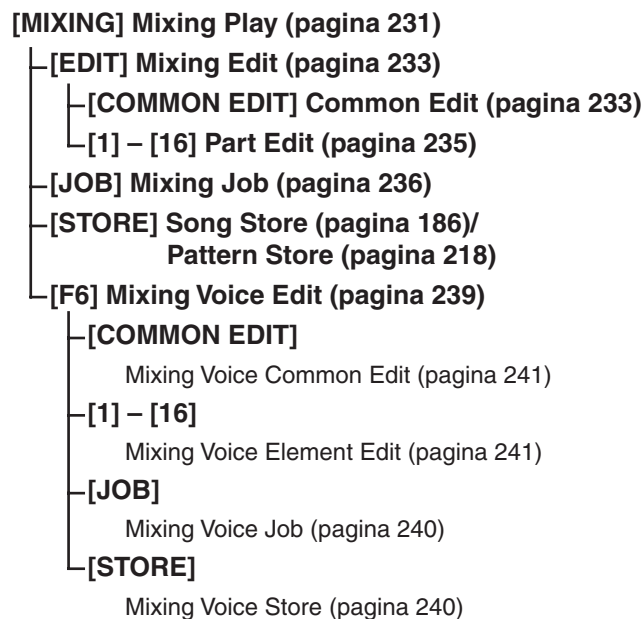 [MIXING] Mixing Play (pagina 231)
[EDIT] Mixing Edit (pagina 233)
[COMMON EDIT] Common Edit (pagina 233)
[1] – [16] Part Edit (pagina 235)
[JOB] Mixing Job (pagina 236)
[STORE] Song Store (pagina 186)/
Pattern Store (pagina 218)
[F6] Mixing Voice Edit (pagina 239)
[COMMON EDIT]
Mixing Voice Common Edit (pagina 241)
[1] – [16]
Mixing Voice Element Edit (pagina 241)
[JOB]
Mixing Voice Job (pagina 240)
[STORE]
Mixing Voice Store (pagina 240)